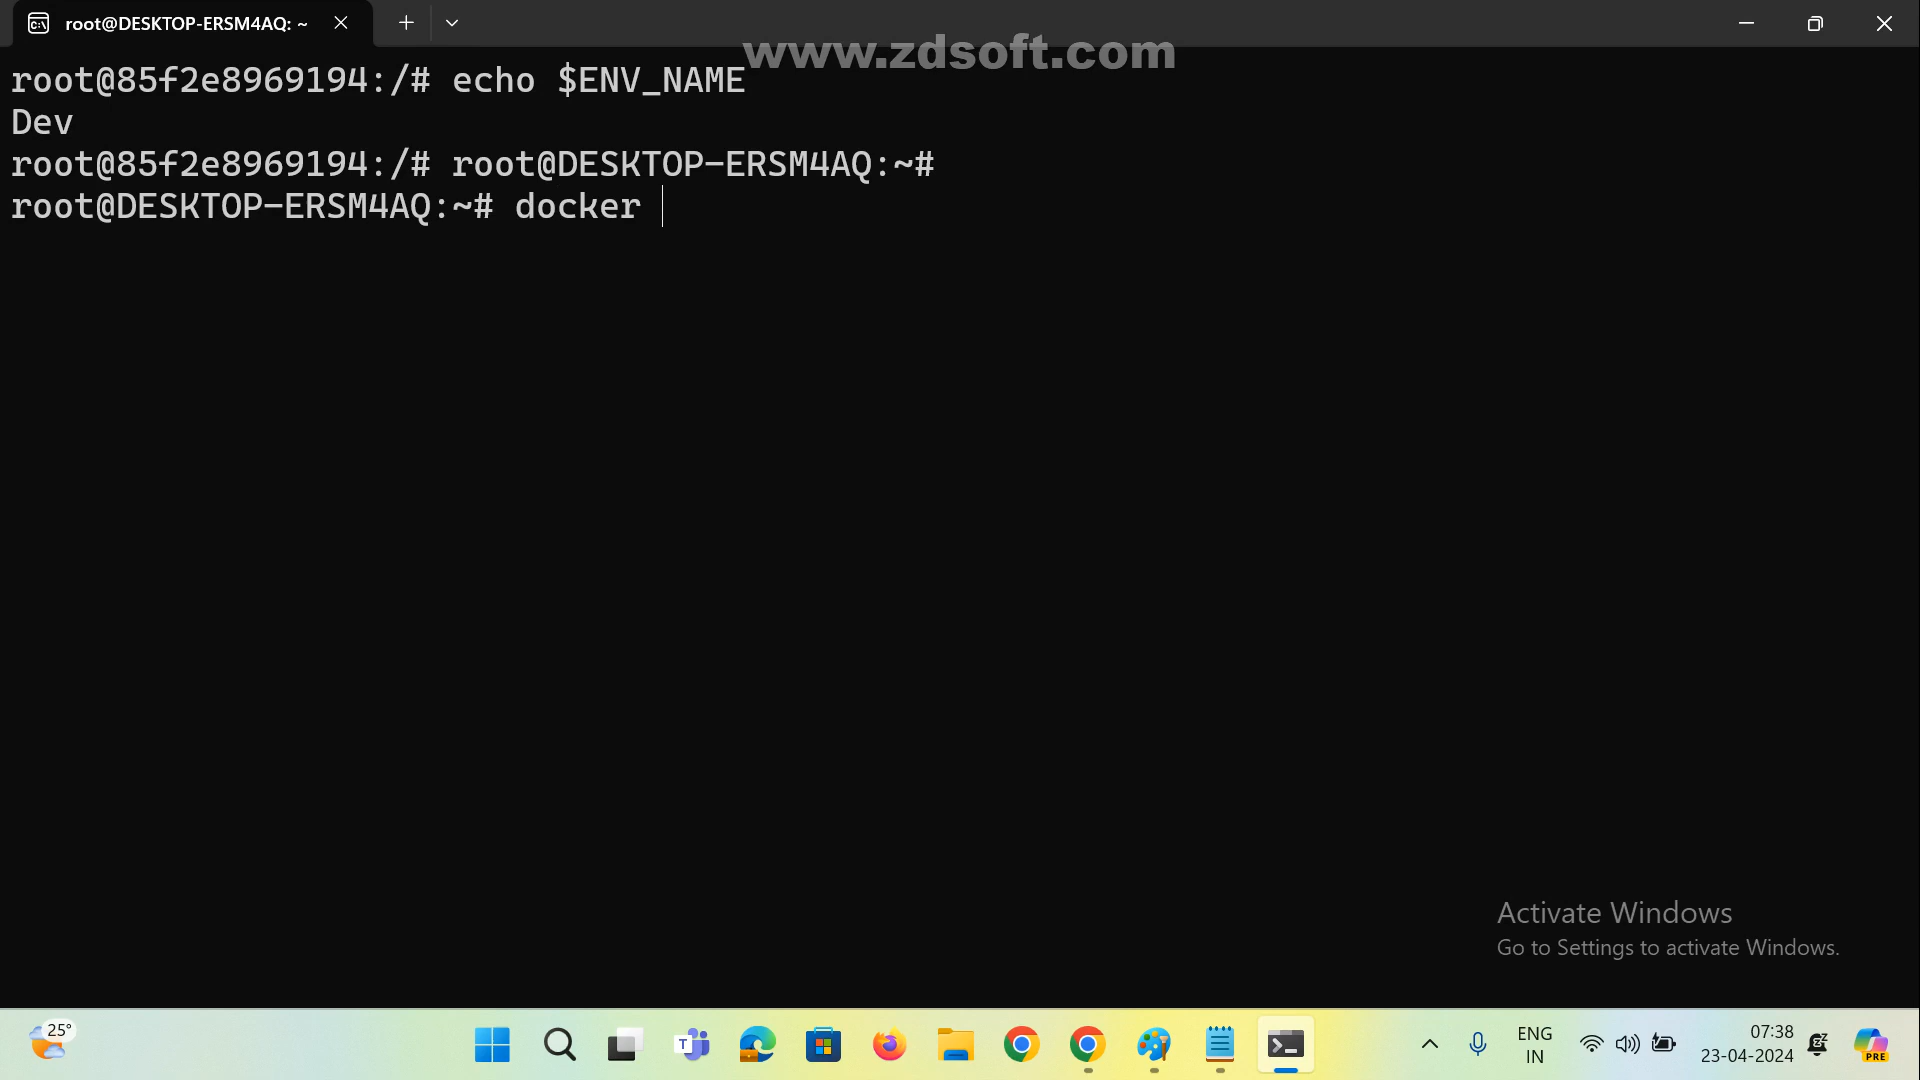 root@DESKTOP-ERSM4AQ: ~
www.zdsoft.com
root@85f2e8969194:/# echo $ENV_NAME
Dev
root@85f2e8969194:/# root@DESKTOP-ERSM4AQ:~#
root@DESKTOP-ERSM4AQ:~# docker
Activate Windows
Go to Settings to activate Windows.
25°
ENG
IN
07:38
23-04-2024
PRE